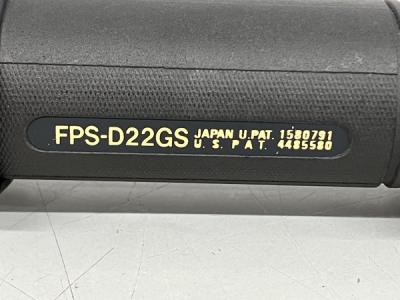 FPS-D22GS JAPAN U.PAT. 1580791
U.S.PAT. 4485580